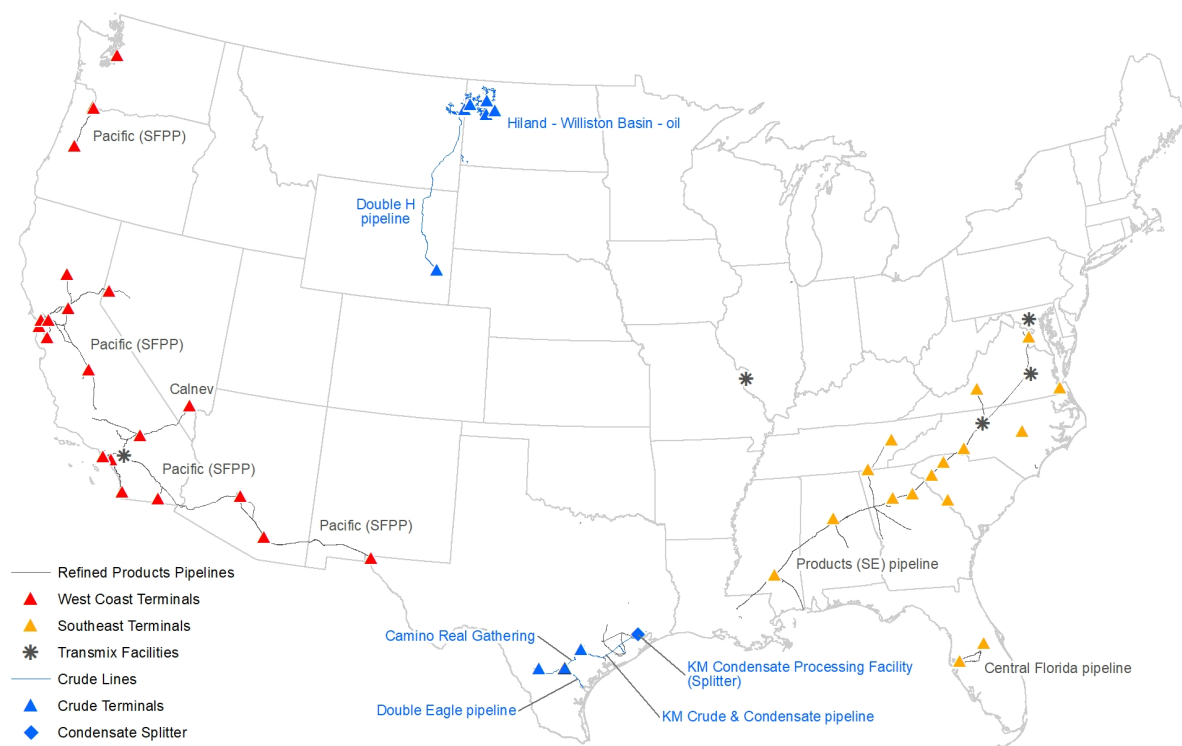 Pacific (SFPP)
Hiland - Williston Basin - oil
Double H
pipeline
Pacific (SFPP)
Calnev
Pacific (SFPP)
Pacific (SFPP)
Products (SE) pipeline
Central Florida pipeline
Camino Real Gathering
KM Condensate Processing Facility
(Splitter)
Double Eagle pipeline
KM Crude & Condensate pipeline
Refined Products Pipelines
West Coast Terminals
Southeast Terminals
Transmix Facilities
Crude Lines
Crude Terminals
Condensate Splitter